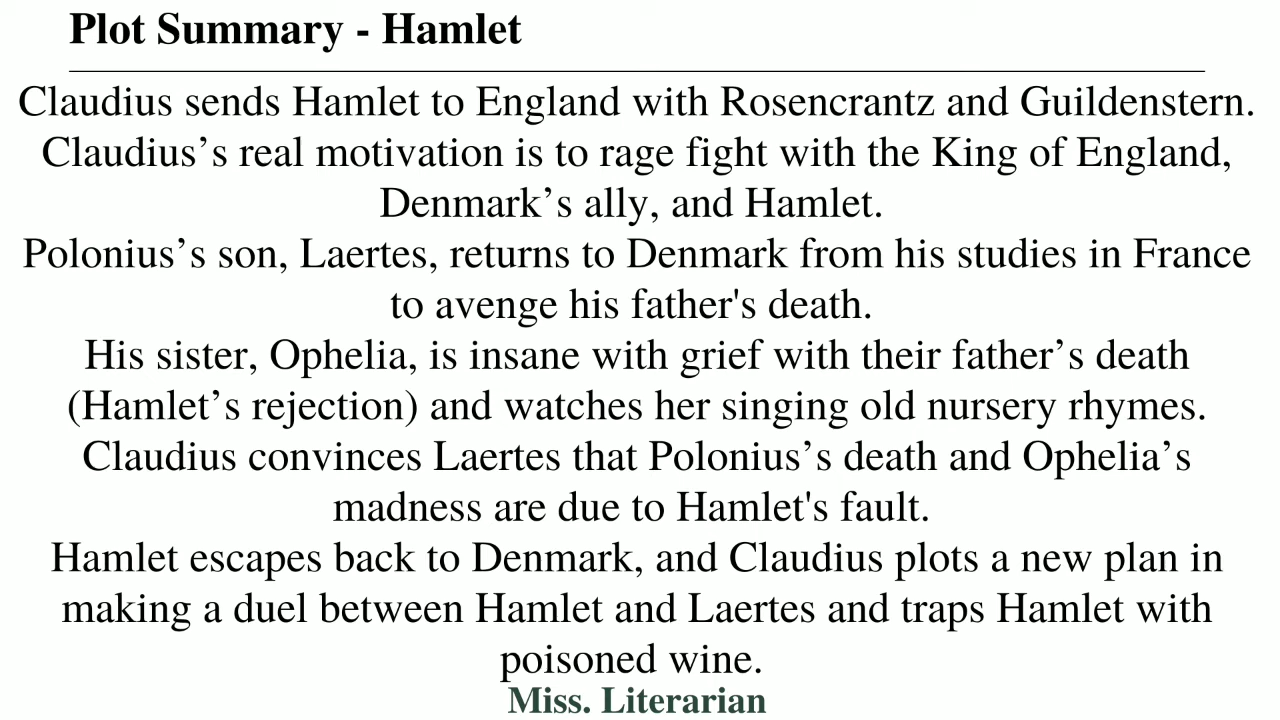 Plot Summary - Hamlet
Claudius sends Hamlet to England with Rosencrantz and Guildenstern.
Claudius’s real motivation is to rage fight with the King of England,
Denmark’s ally, and Hamlet.
Polonius’s son, Laertes, returns to Denmark from his studies in France
to avenge his father's death.
His sister, Ophelia, is insane with grief with their father’s death
(Hamlet’s rejection) and watches her singing old nursery rhymes.
Claudius convinces Laertes that Polonius’s death and Ophelia’s
madness are due to Hamlet's fault.
Hamlet escapes back to Denmark, and Claudius plots a new plan in
making a duel between Hamlet and Laertes and traps Hamlet with
poisoned wine.
Miss. Literarian